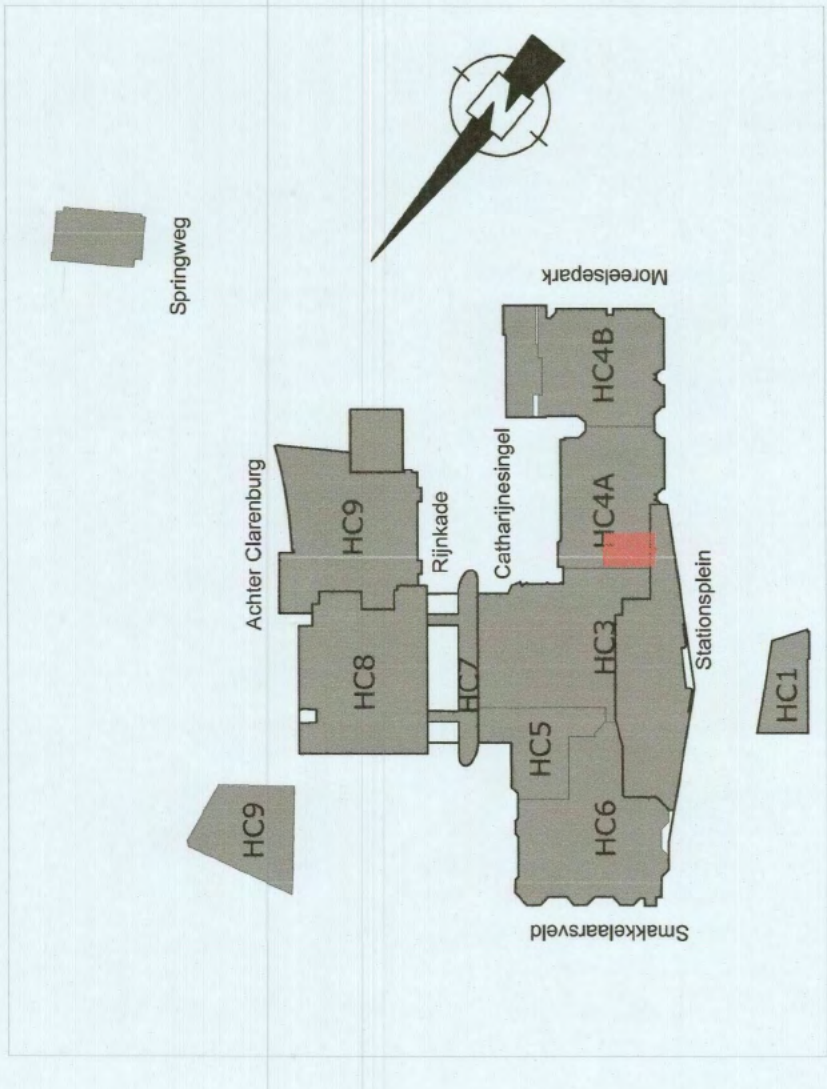 Springweg
N
Moreelsepark
Achter Clarenburg
HC9
Rijnkade
Catharijnesingel
HC4B
HC4A
HC8
HC7
HC3
Stationsplein
HC5
HC9
HC6
HC1
Smakkelaarsveld